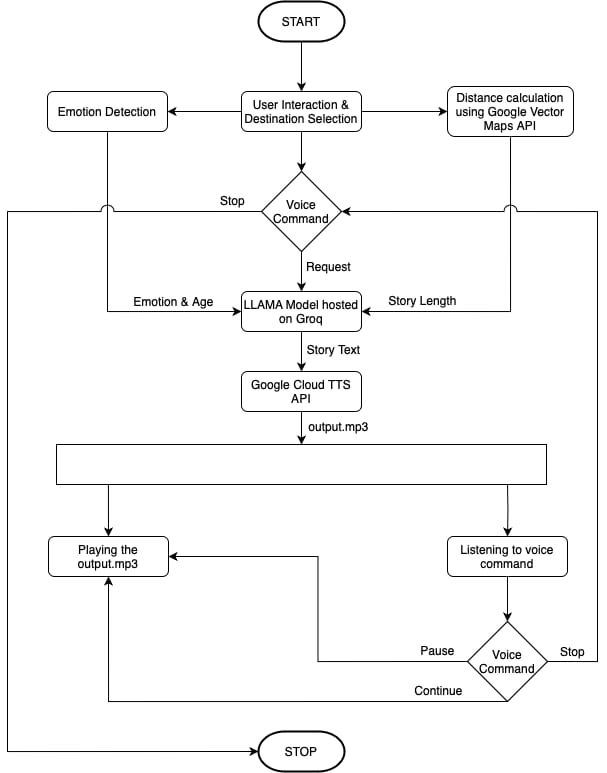 START
Emotion Detection
User Interaction &
Destination Selection
Distance calculation
using Google Vector
Maps API
Stop
Voice
Command
Request
Emotion & Age
LLAMA Model hosted
on Groq
Story Length
Story Text
Google Cloud TTS
API
output.mp3
Playing the
output.mp3
Listening to voice
command
Pause
Voice
Command
Stop
Continue
STOP